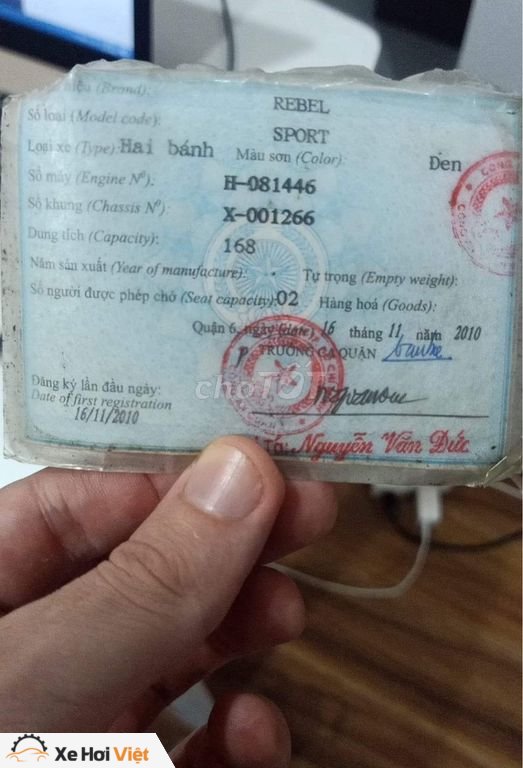 hiệu (Brand): REBEL
Số loại (Model code): SPORT
Loại xe (Type): Hai bánh Màu sơn (Color): Đen
Số máy (Engine Nº): H-081446
Số khung (Chassis Nº): X-001266
Dung tích (Capacity): 168
Năm sản xuất (Year of manufacture): Tự trọng (Empty weight):
Số người được phép chở (Seat capacity): 02 Hàng hoá (Goods):
Quận 6, ngày (date) 16 tháng 11 năm 2010
P. TRƯỞNG CA QUẬN
Đăng ký lần đầu ngày:
Date of first registration
16/11/2010
Nguyễn Văn Đức
choTỐT
Xe Hơi Việt